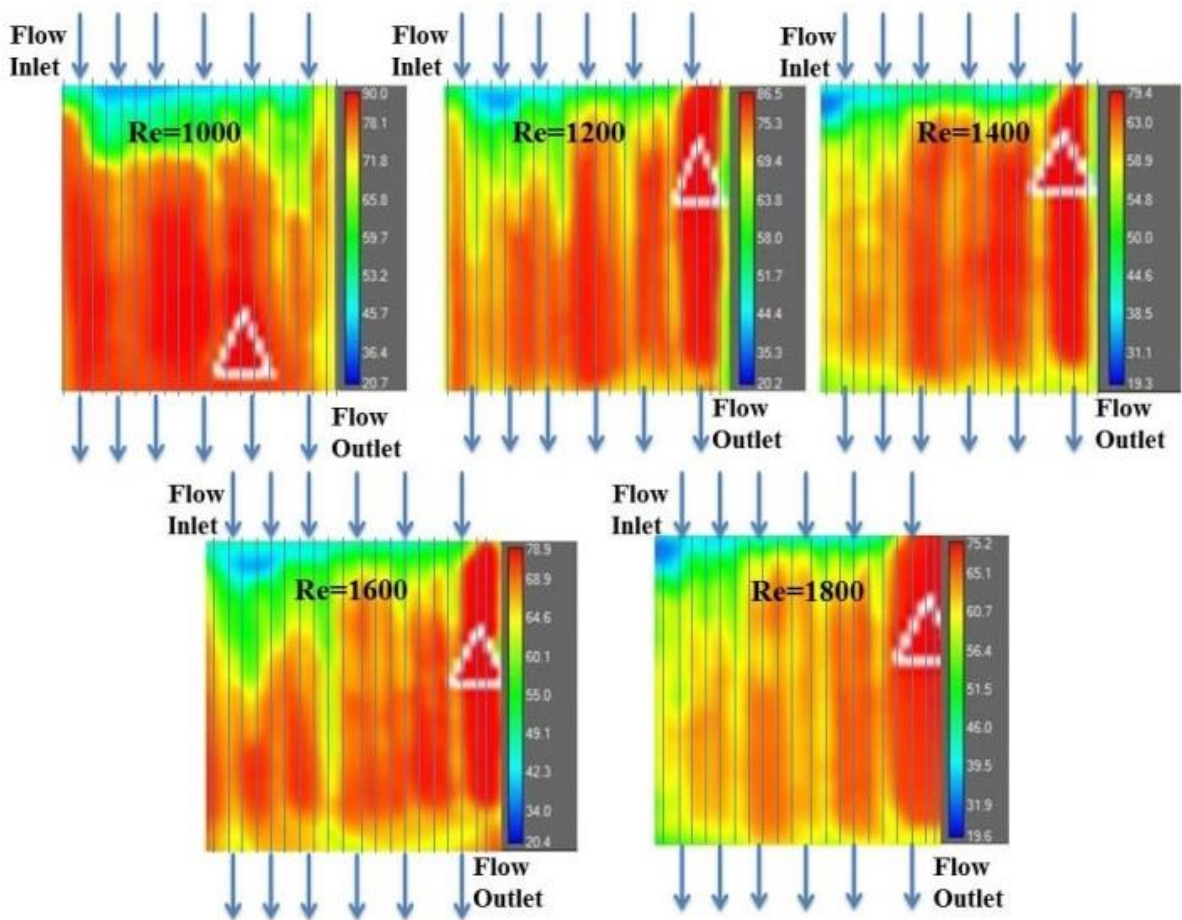 Flow
Inlet
Re=1000
90.0
78.1
71.8
65.8
59.7
53.2
45.7
36.4
20.7
Flow
Outlet
Flow
Inlet
Re=1200
86.5
75.3
69.4
63.8
58.0
51.7
44.4
35.3
20.2
Flow
Outlet
Flow
Inlet
Re=1400
79.4
63.0
58.9
54.8
50.0
44.6
38.5
31.1
19.3
Flow
Outlet
Flow
Inlet
Re=1600
78.9
68.9
64.6
60.1
55.0
49.1
42.3
34.0
20.4
Flow
Outlet
Flow
Inlet
Re=1800
75.2
65.1
60.7
56.4
51.5
46.0
39.5
31.9
19.6
Flow
Outlet